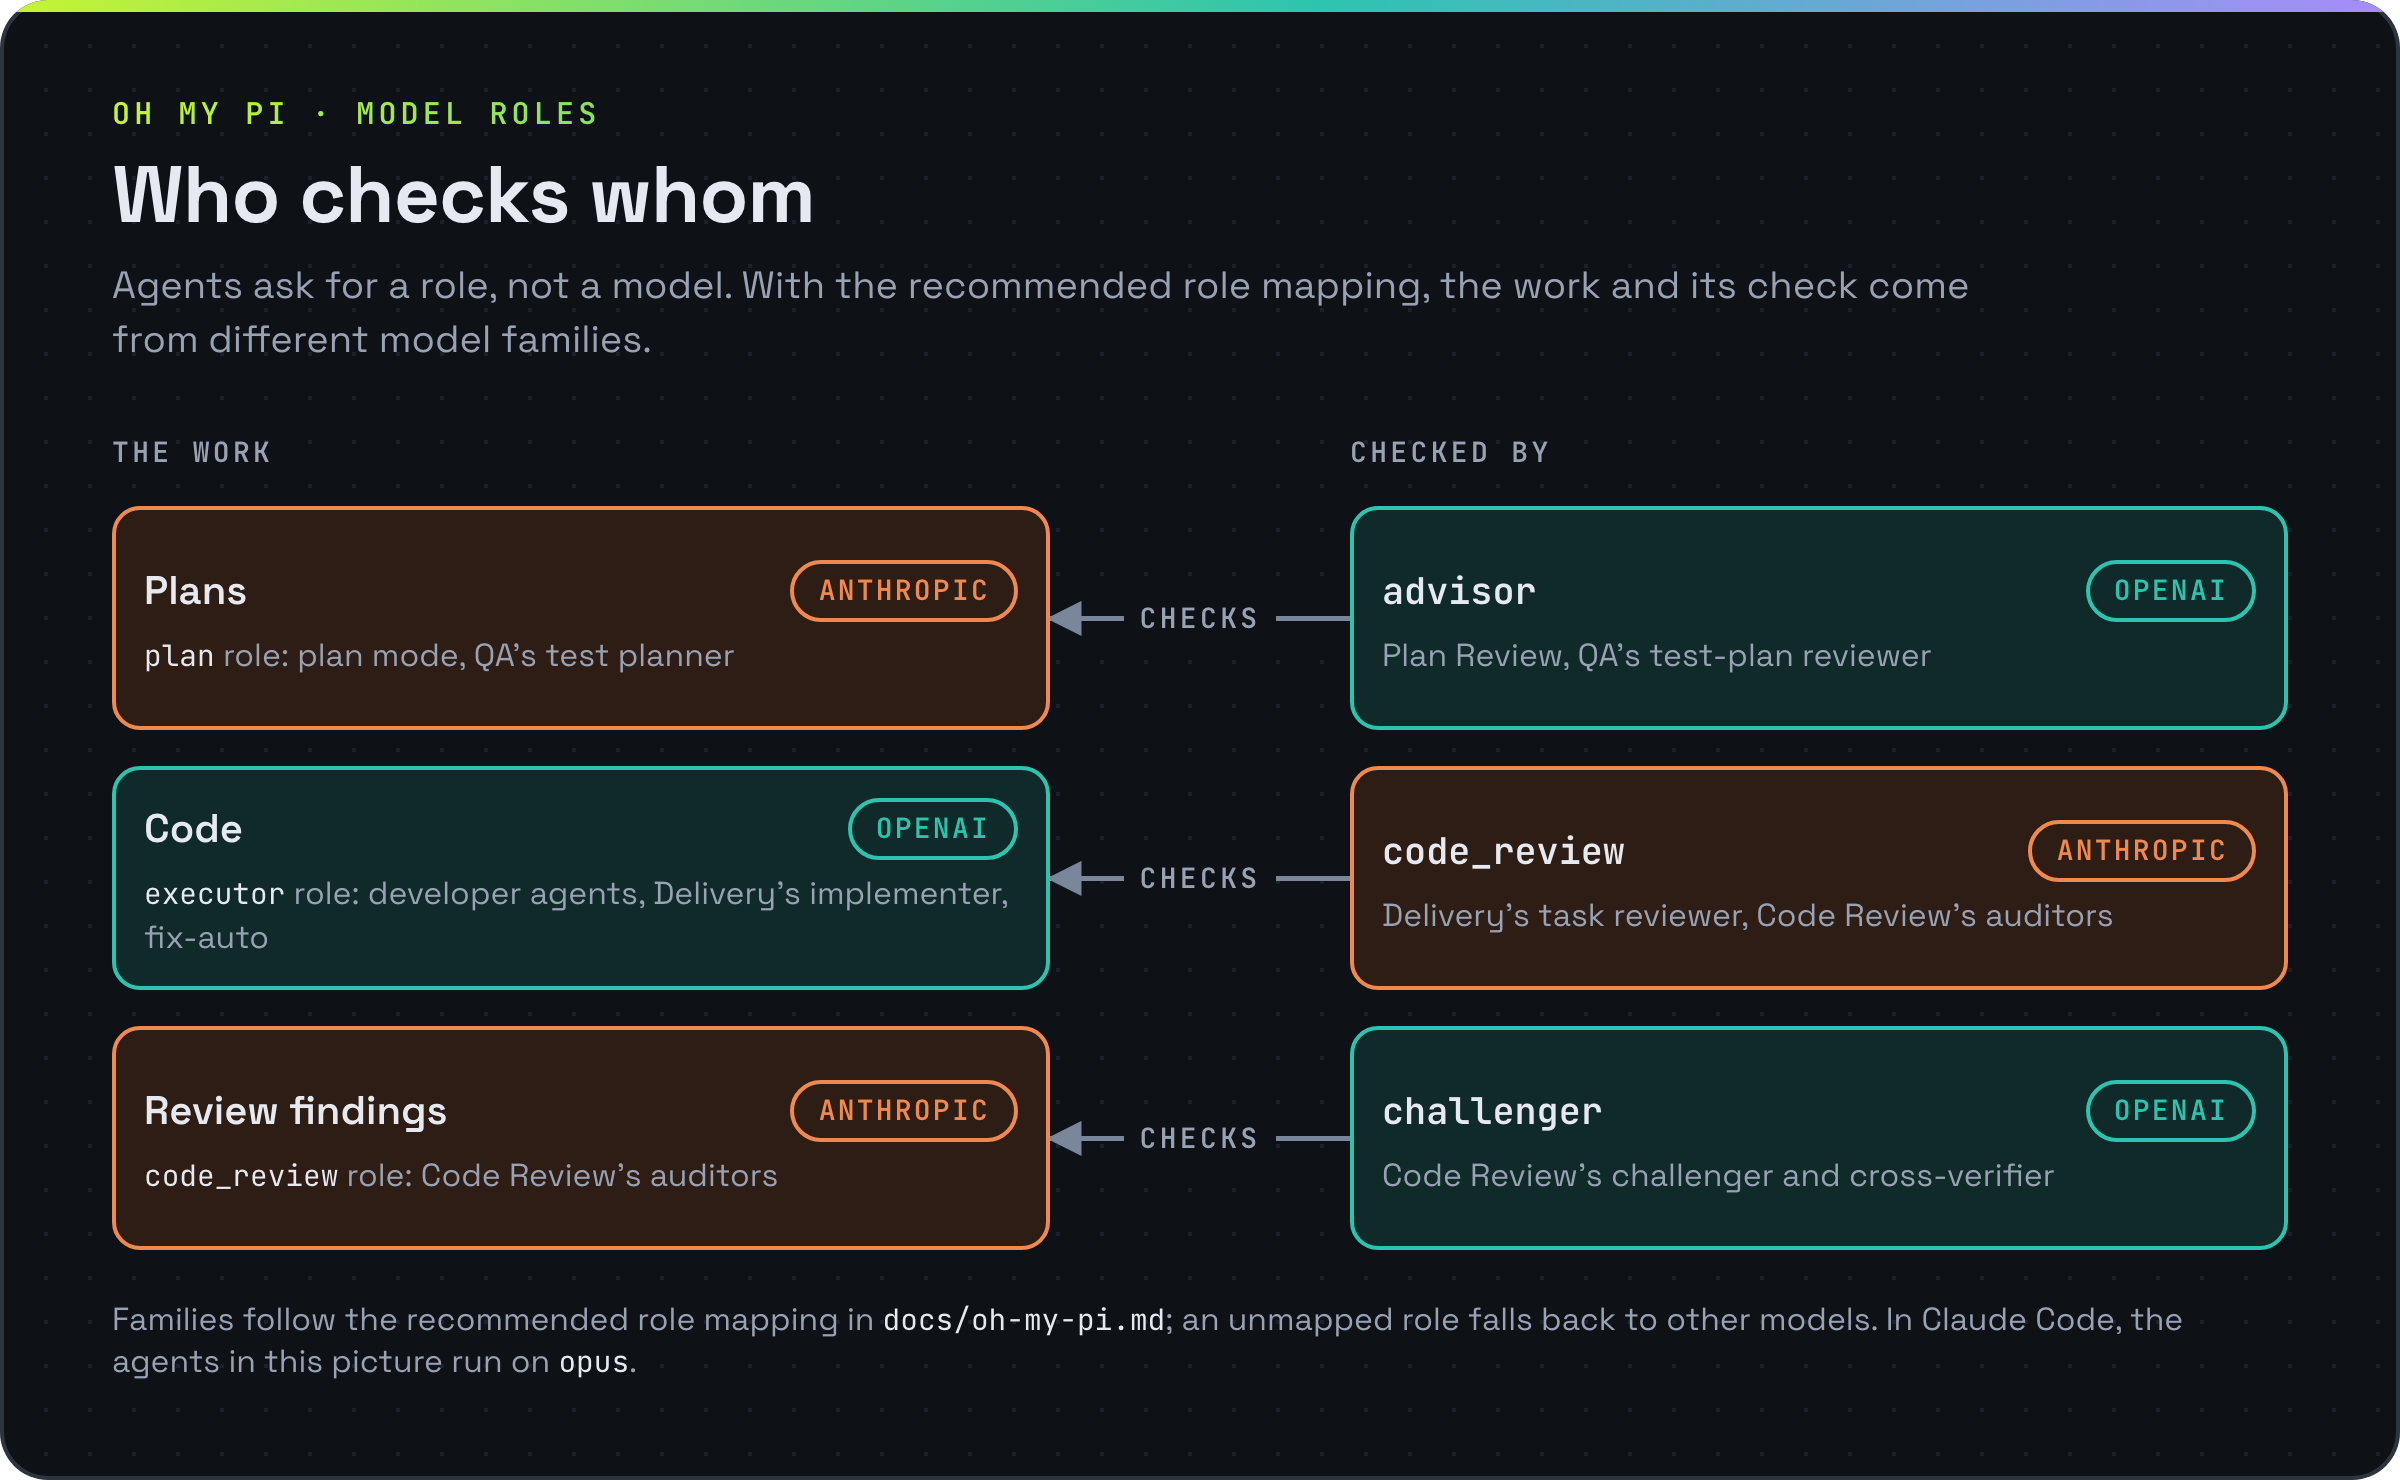 OH MY PI · MODEL ROLES
Who checks whom
Agents ask for a role, not a model. With the recommended role mapping, the work and its check come
from different model families.
THE WORK
CHECKED BY
Plans
ANTHROPIC
plan role: plan mode, QA’s test planner
CHECKS
advisor
OPENAI
Plan Review, QA’s test-plan reviewer
Code
OPENAI
executor role: developer agents, Delivery’s implementer,
fix-auto
CHECKS
code_review
ANTHROPIC
Delivery’s task reviewer, Code Review’s auditors
Review findings
ANTHROPIC
code_review role: Code Review’s auditors
CHECKS
challenger
OPENAI
Code Review’s challenger and cross-verifier
Families follow the recommended role mapping in docs/oh-my-pi.md; an unmapped role falls back to other models. In Claude Code, the
agents in this picture run on opus.